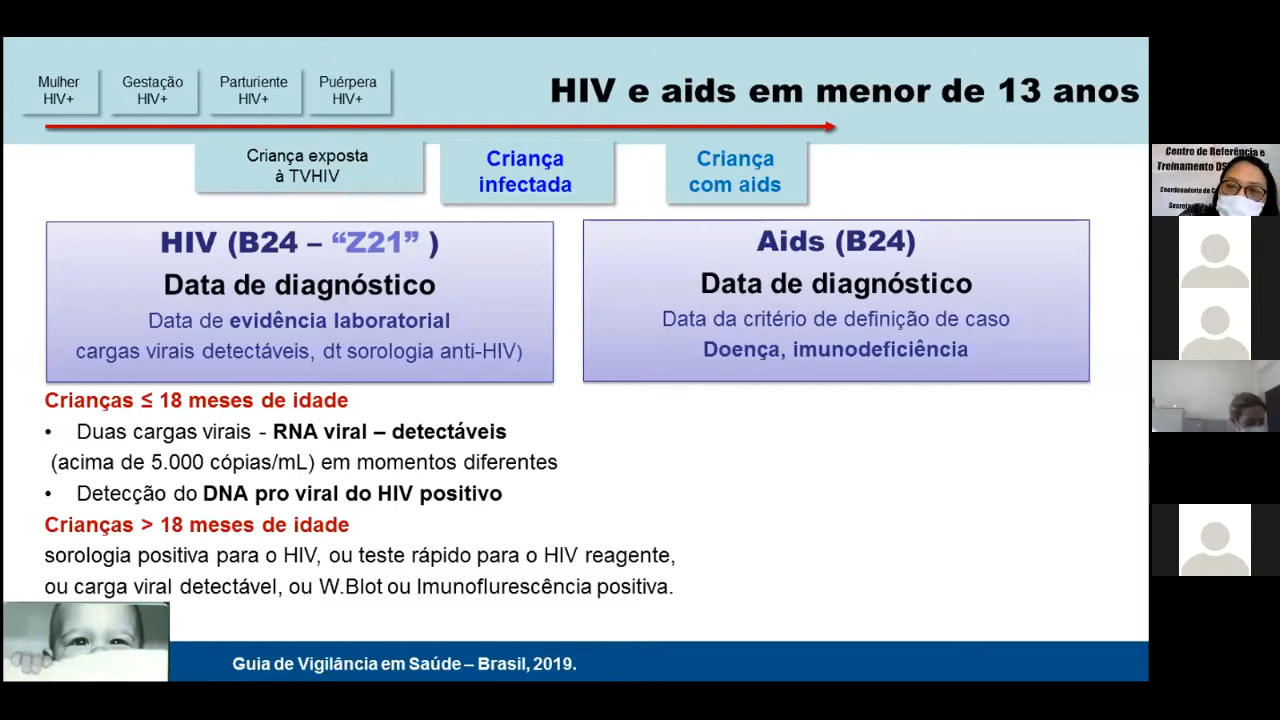 Mulher
HIV+
Gestação
HIV+
Parturiente
HIV+
Puérpera
HIV+
HIV e aids em menor de 13 anos
Criança exposta
à TVHIV
Criança
infectada
Criança
com aids
HIV (B24 – “Z21” )
Data de diagnóstico
Data de evidência laboratorial
cargas virais detectáveis, dt sorologia anti-HIV)
Aids (B24)
Data de diagnóstico
Data da critério de definição de caso
Doença, imunodeficiência
Crianças ≤ 18 meses de idade
• Duas cargas virais - RNA viral – detectáveis
(acima de 5.000 cópias/mL) em momentos diferentes
• Detecção do DNA pro viral do HIV positivo
Crianças > 18 meses de idade
sorologia positiva para o HIV, ou teste rápido para o HIV reagente,
ou carga viral detectável, ou W.Blot ou Imunoflurescência positiva.
Guia de Vigilância em Saúde – Brasil, 2019.
Centro de Referência e
Treinamento
Coordenadoria de